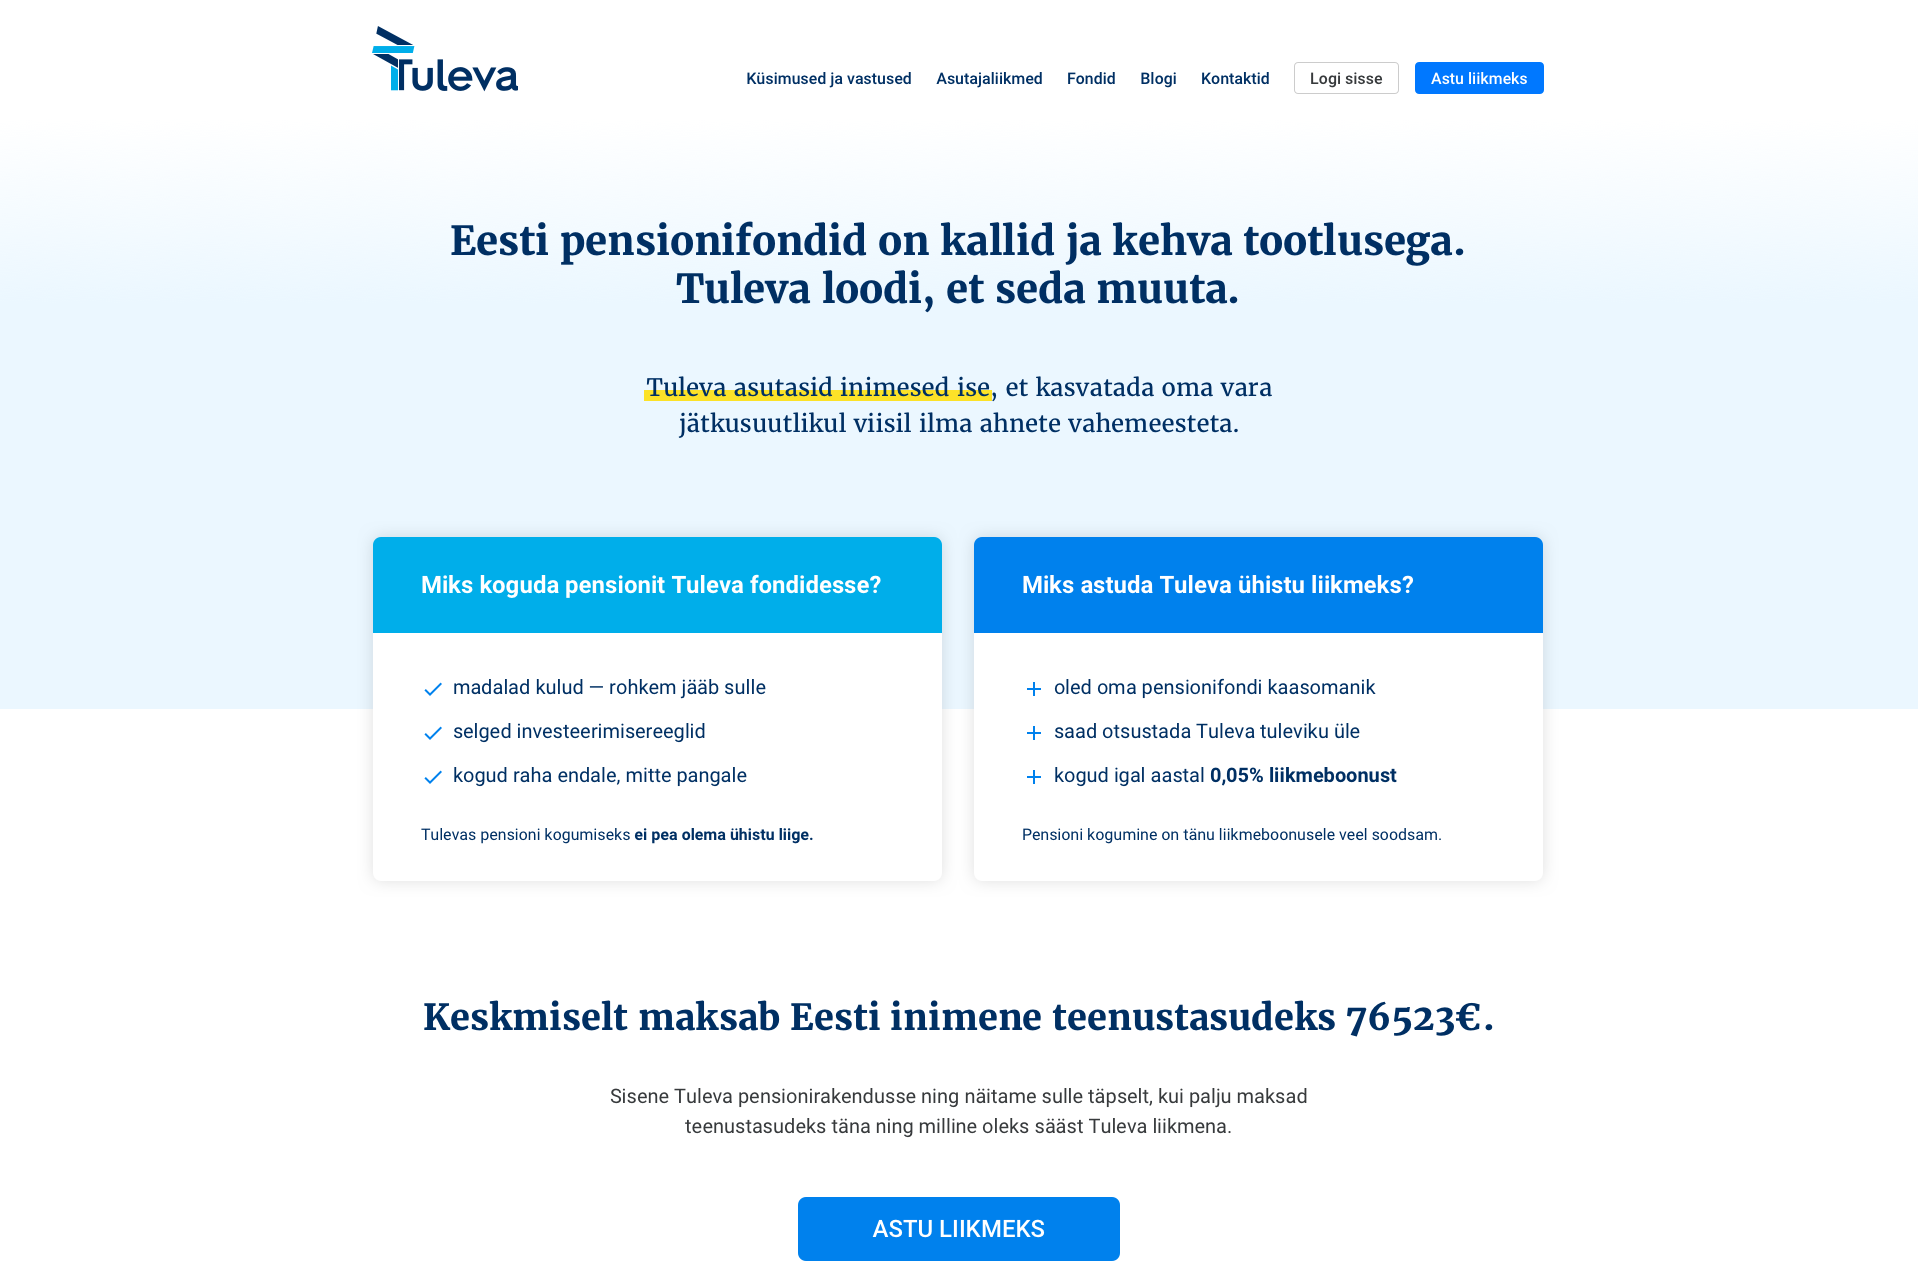 Tuleva
Küsimused ja vastused Asutajaliikmed Fondid Blogi Kontaktid Logi sisse Astu liikmeks
Eesti pensionifondid on kallid ja kehva tootlusega.
Tuleva loodi, et seda muuta.
Tuleva asutasid inimesed ise, et kasvatada oma vara
jätkusuutlikul viisil ilma ahnete vahemeesteta.
Miks koguda pensionit Tuleva fondidesse?
madalad kulud — rohkem jääb sulle
selged investeerimisereeglid
kogud raha endale, mitte pangale
Tulevas pensioni kogumiseks ei pea olema ühistu liige.
Miks astuda Tuleva ühistu liikmeks?
oled oma pensionifondi kaasomanik
saad otsustada Tuleva tuleviku üle
kogud igal aastal 0,05% liikmeboonust
Pensioni kogumine on tänu liikmeboonusele veel soodsam.
Keskmiselt maksab Eesti inimene teenustasudeks 76523€.
Sisene Tuleva pensionirakendusse ning näitame sulle täpselt, kui palju maksad
teenustasudeks täna ning milline oleks sääst Tuleva liikmena.
ASTU LIIKMEKS